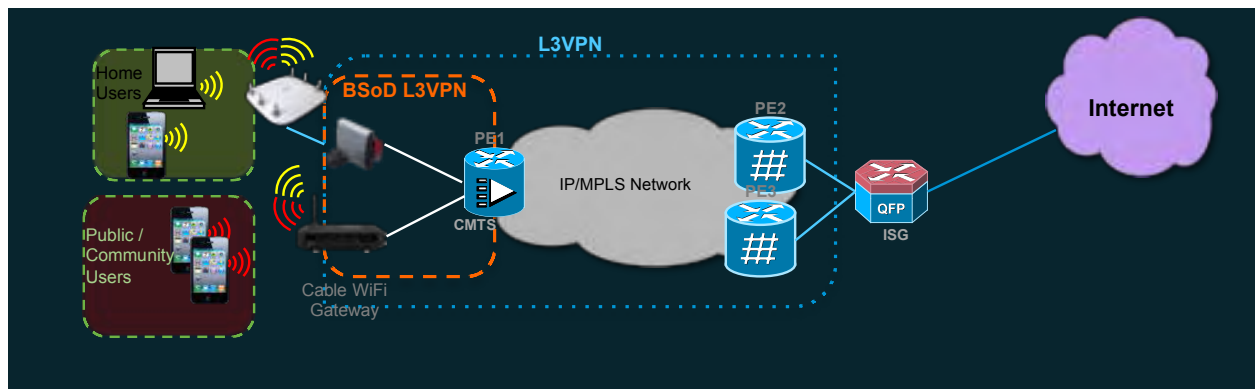 L3VPN
Home
Users
BSoD L3VPN
PE1
PE2
Internet
IP/MPLS Network
PE3
QFP
ISG
CMTS
Public /
Community
Users
Cable WiFi
Gateway